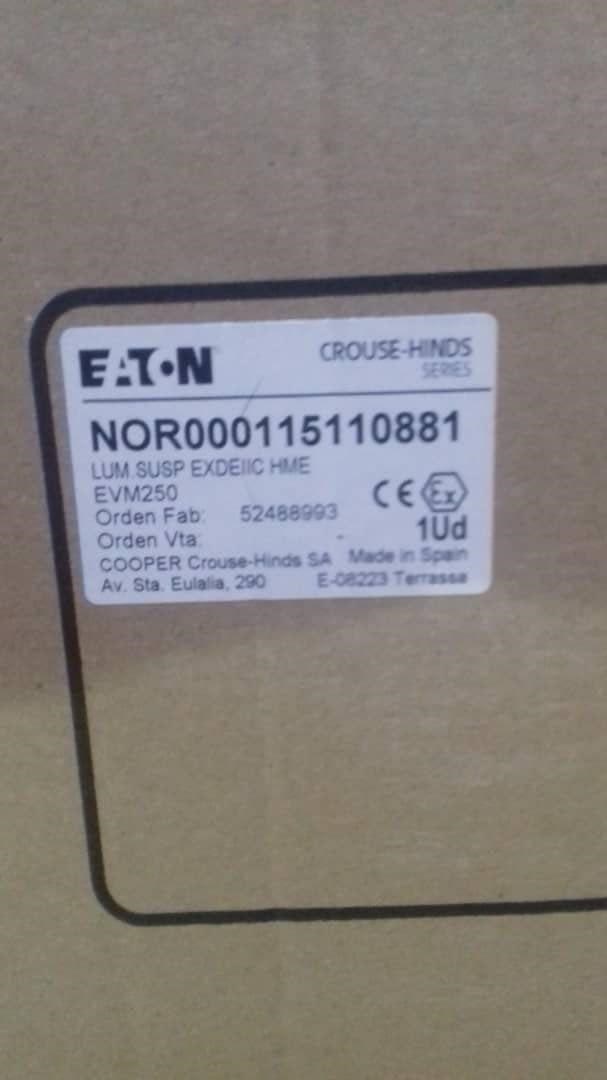 EATON
CROUSE-HINDS
SERIES
NOR000115110881
LUM.SUSP EXDEIIC HME
EVM250
CE Ex
Orden Fab: 52488993
Orden Vta: -
1Ud
COOPER Crouse-Hinds SA Made in Spain
Av. Sta. Eulalia, 290 E-08223 Terrassa